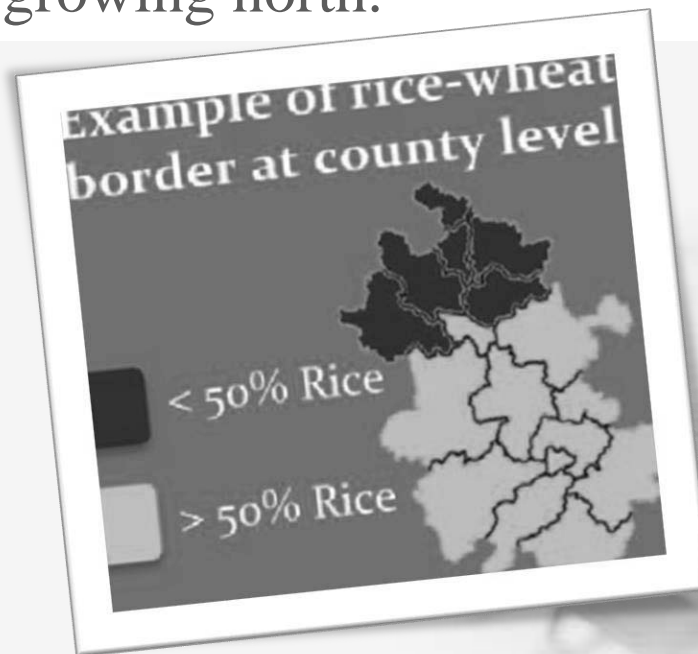 growing north.
Example of rice-wheat
border at county level
< 50% Rice
> 50% Rice